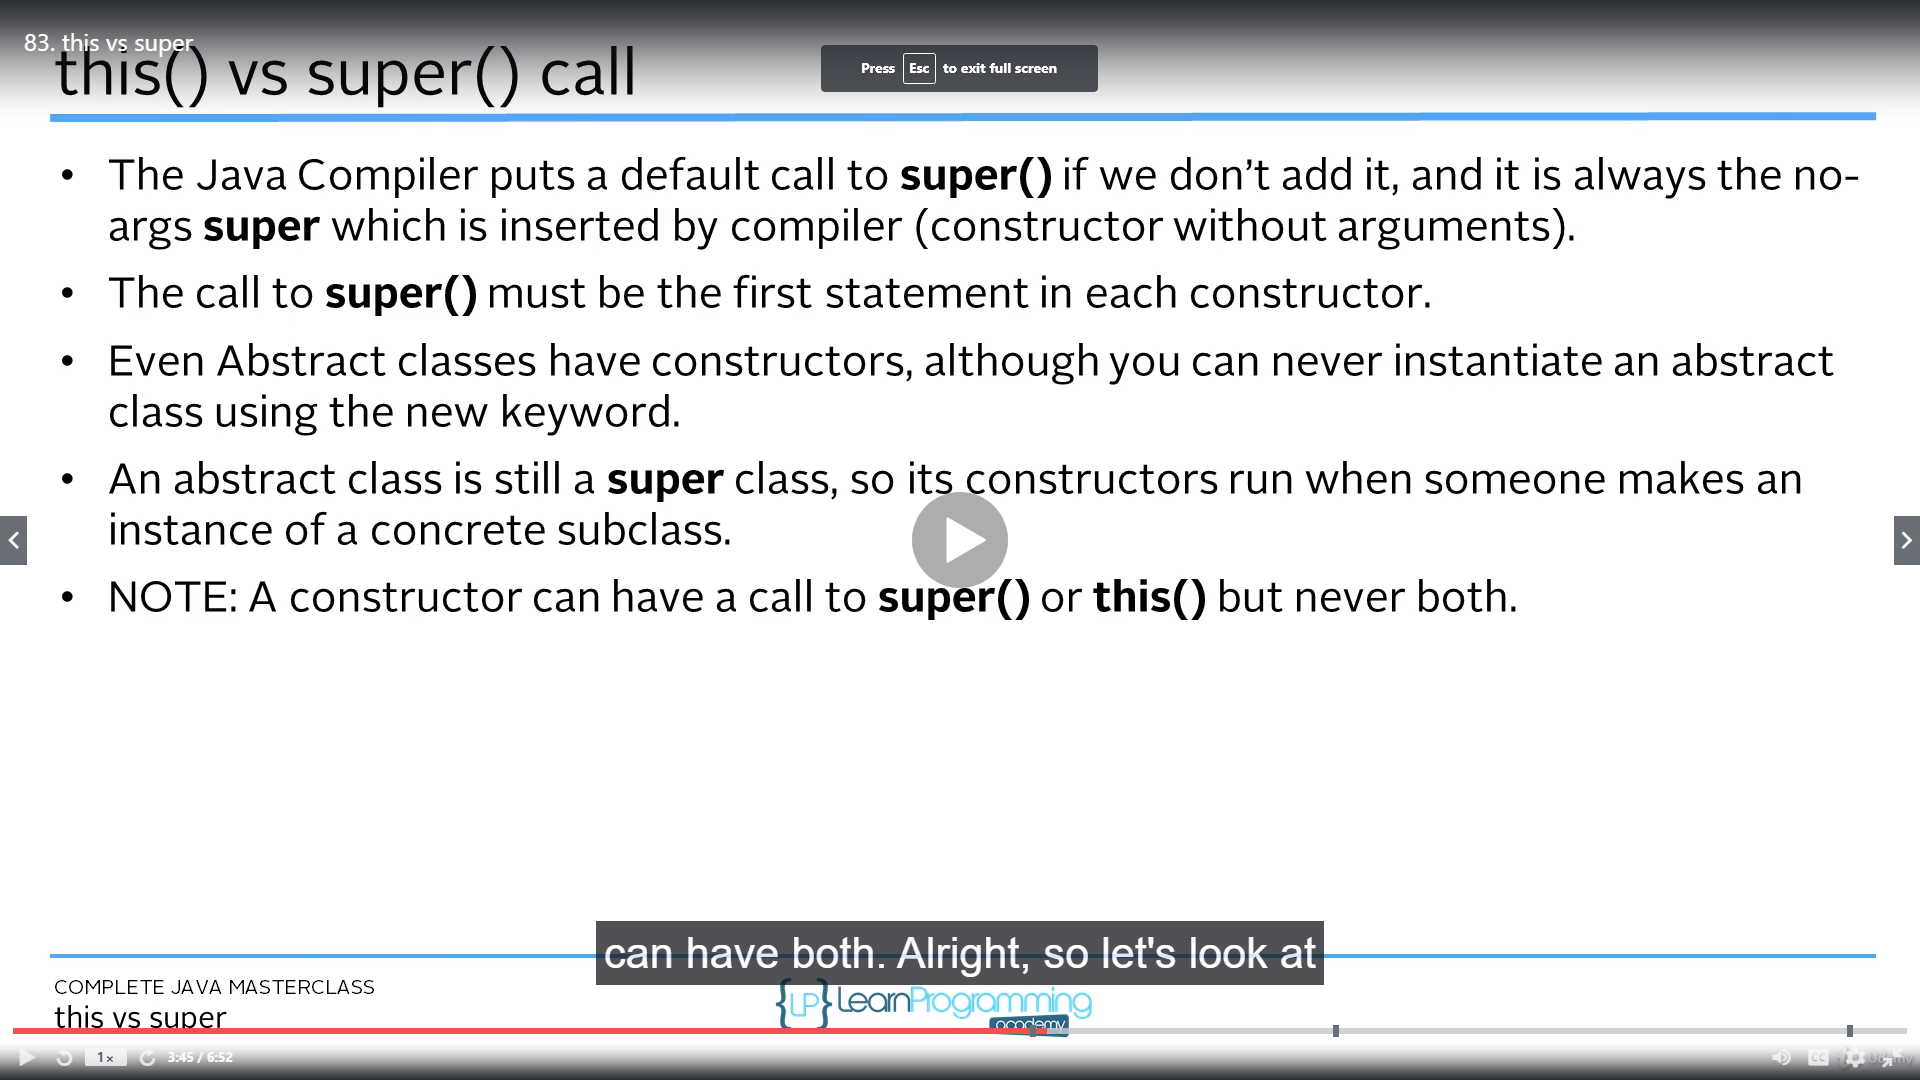 83. this vs super
this() vs super() call
Press Esc to exit full screen
• The Java Compiler puts a default call to super() if we don’t add it, and it is always the no-
args super which is inserted by compiler (constructor without arguments).
• The call to super() must be the first statement in each constructor.
• Even Abstract classes have constructors, although you can never instantiate an abstract
class using the new keyword.
• An abstract class is still a super class, so its constructors run when someone makes an
instance of a concrete subclass.
• NOTE: A constructor can have a call to super() or this() but never both.
can have both. Alright, so let's look at
COMPLETE JAVA MASTERCLASS
this vs super
{LP} LearnProgramming
academy
1x
3:45 / 6:52
CC